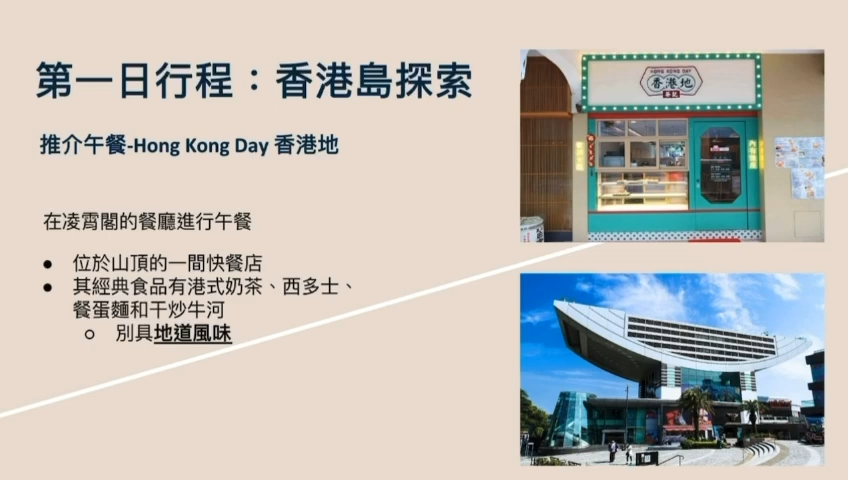 第一日行程：香港島探索
推介午餐-Hong Kong Day 香港地
在凌霄閣的餐廳進行午餐
● 位於山頂的一間快餐店
● 其經典食品有港式奶茶、西多士、
餐蛋麵和干炒牛河
○ 別具地道風味
HONG KONG DAY
香港地